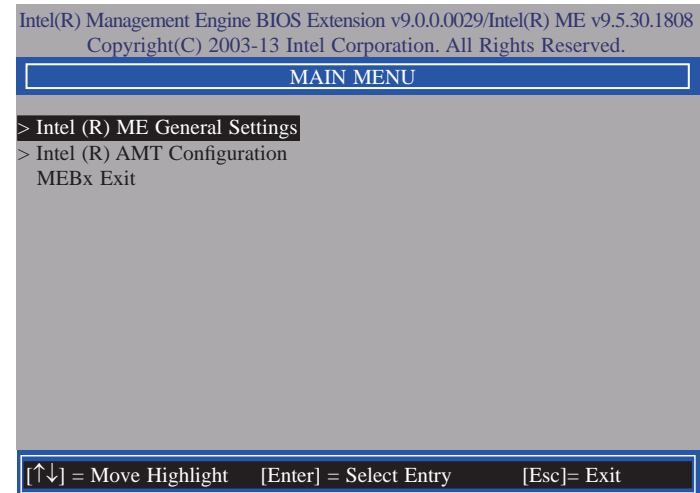 Intel(R) Management Engine BIOS Extension v9.0.0.0029/Intel(R) ME v9.5.30.1808
Copyright(C) 2003-13 Intel Corporation. All Rights Reserved.
MAIN MENU
> Intel (R) ME General Settings
> Intel (R) AMT Configuration
MEBx Exit
[↑↓] = Move Highlight [Enter] = Select Entry [Esc]= Exit